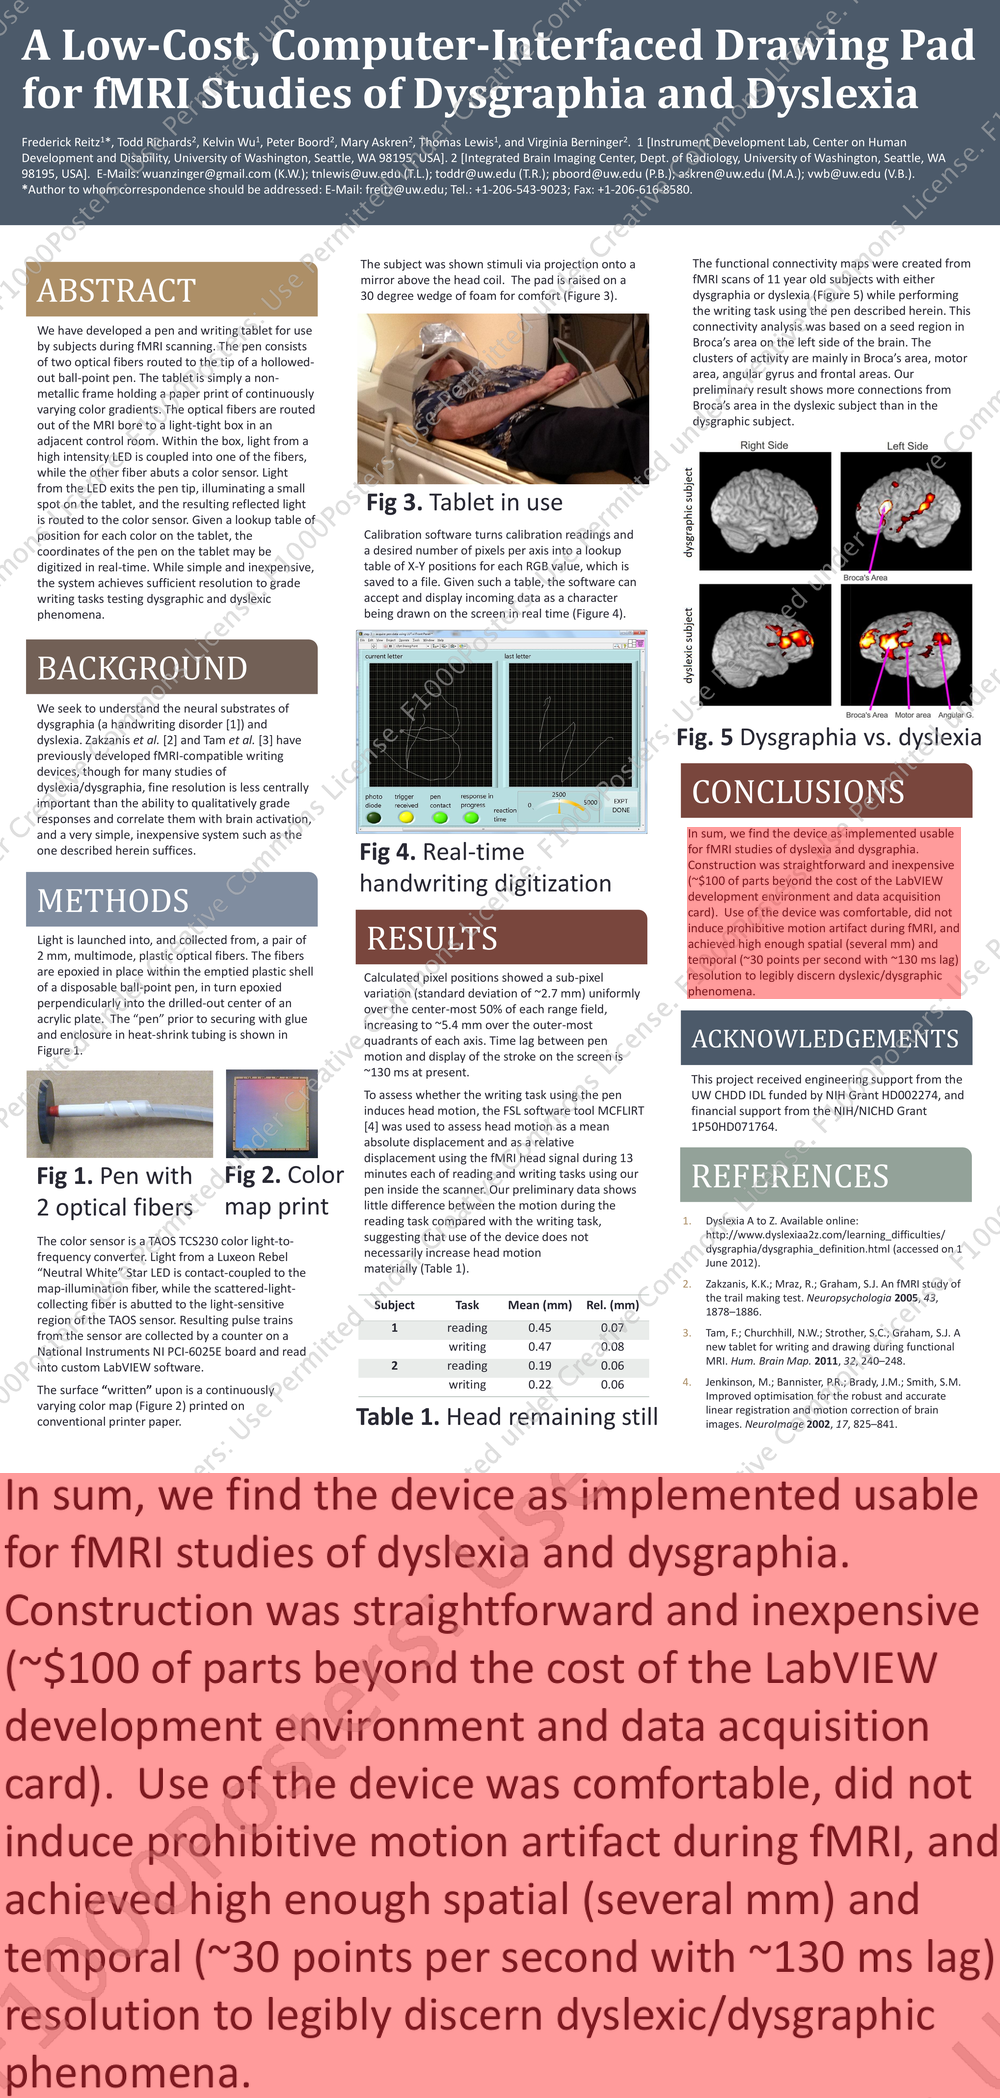 A Low-Cost, Computer-Interfaced Drawing Pad
for fMRI Studies of Dysgraphia and Dyslexia
Frederick Reitz¹*, Todd Richards², Kelvin Wu¹, Peter Boord², Mary Askren², Thomas Lewis¹, and Virginia Berninger². 1 [Instrument Development Lab, Center on Human
Development and Disability, University of Washington, Seattle, WA 98195, USA]. 2 [Integrated Brain Imaging Center, Dept. of Radiology, University of Washington, Seattle, WA
98195, USA]. E-Mails: wuanzinger@gmail.com (K.W.); tnlewis@uw.edu (T.L.); toddr@uw.edu (T.R.); pboord@uw.edu (P.B.); askren@uw.edu (M.A.); vwb@uw.edu (V.B.).
*Author to whom correspondence should be addressed: E-Mail: freitz@uw.edu; Tel.: +1-206-543-9023; Fax: +1-206-616-8580.
ABSTRACT
We have developed a pen and writing tablet for use
by subjects during fMRI scanning. The pen consists
of two optical fibers routed to the tip of a hollowed-
out ball-point pen. The tablet is simply a non-
metallic frame holding a paper print of continuously
varying color gradients. The optical fibers are routed
out of the MRI bore to a light-tight box in an
adjacent control room. Within the box, light from a
high intensity LED is coupled into one of the fibers,
while the other fiber abuts a color sensor. Light
from the LED exits the pen tip, illuminating a small
spot on the tablet, and the resulting reflected light
is routed to the color sensor. Given a lookup table of
position for each color on the tablet, the
coordinates of the pen on the tablet may be
digitized in real-time. While simple and inexpensive,
the system achieves sufficient resolution to grade
writing tasks testing dysgraphic and dyslexic
phenomena.
BACKGROUND
We seek to understand the neural substrates of
dysgraphia (a handwriting disorder [1]) and
dyslexia. Zakzanis et al. [2] and Tam et al. [3] have
previously developed fMRI-compatible writing
devices, though for many studies of
dyslexia/dysgraphia, fine resolution is less centrally
important than the ability to qualitatively grade
responses and correlate them with brain activation,
and a very simple, inexpensive system such as the
one described herein suffices.
METHODS
Light is launched into, and collected from, a pair of
2 mm, multimode, plastic optical fibers. The fibers
are epoxied in place within the emptied plastic shell
of a disposable ball-point pen, in turn epoxied
perpendicularly into the drilled-out center of an
acrylic plate. The “pen” prior to securing with glue
and enclosure in heat-shrink tubing is shown in
Figure 1.
Fig 1. Pen with
2 optical fibers
Fig 2. Color
map print
The color sensor is a TAOS TCS230 color light-to-
frequency converter. Light from a Luxeon Rebel
“Neutral White” Star LED is contact-coupled to the
map-illumination fiber, while the scattered-light-
collecting fiber is abutted to the light-sensitive
region of the TAOS sensor. Resulting pulse trains
from the sensor are collected by a counter on a
National Instruments NI PCI-6025E board and read
into custom LabVIEW software.
The surface “written” upon is a continuously
varying color map (Figure 2) printed on
conventional printer paper.
The subject was shown stimuli via projection onto a
mirror above the head coil. The pad is raised on a
30 degree wedge of foam for comfort (Figure 3).
Fig 3. Tablet in use
Calibration software turns calibration readings and
a desired number of pixels per axis into a lookup
table of X-Y positions for each RGB value, which is
saved to a file. Given such a table, the software can
accept and display incoming data as a character
being drawn on the screen in real time (Figure 4).
current letter
last letter
photo diode
trigger received
pen contact
response in progress
reaction time
0 2500 5000
EXPT DONE
Fig 4. Real-time
handwriting digitization
RESULTS
Calculated pixel positions showed a sub-pixel
variation (standard deviation of ~2.7 mm) uniformly
over the center-most 50% of each range field,
increasing to ~5.4 mm over the outer-most
quadrants of each axis. Time lag between pen
motion and display of the stroke on the screen is
~130 ms at present.
To assess whether the writing task using the pen
induces head motion, the FSL software tool MCFLIRT
[4] was used to assess head motion as a mean
absolute displacement and as a relative
displacement using the fMRI head signal during 13
minutes each of reading and writing tasks using our
pen inside the scanner. Our preliminary data shows
little difference between the motion during the
reading task compared with the writing task,
suggesting that use of the device does not
necessarily increase head motion
materially (Table 1).
Subject Task Mean (mm) Rel. (mm)
1 reading 0.45 0.07
writing 0.47 0.08
2 reading 0.19 0.06
writing 0.22 0.06
Table 1. Head remaining still
The functional connectivity maps were created from
fMRI scans of 11 year old subjects with either
dysgraphia or dyslexia (Figure 5) while performing
the writing task using the pen described herein. This
connectivity analysis was based on a seed region in
Broca’s area on the left side of the brain. The
clusters of activity are mainly in Broca’s area, motor
area, angular gyrus and frontal areas. Our
preliminary result shows more connections from
Broca’s area in the dyslexic subject than in the
dysgraphic subject.
Right Side
Left Side
dysgraphic subject
Broca's Area
dyslexic subject
Broca's Area Motor area Angular G.
Fig. 5 Dysgraphia vs. dyslexia
CONCLUSIONS
In sum, we find the device as implemented usable
for fMRI studies of dyslexia and dysgraphia.
Construction was straightforward and inexpensive
(~$100 of parts beyond the cost of the LabVIEW
development environment and data acquisition
card). Use of the device was comfortable, did not
induce prohibitive motion artifact during fMRI, and
achieved high enough spatial (several mm) and
temporal (~30 points per second with ~130 ms lag)
resolution to legibly discern dyslexic/dysgraphic
phenomena.
ACKNOWLEDGEMENTS
This project received engineering support from the
UW CHDD IDL funded by NIH Grant HD002274, and
financial support from the NIH/NICHD Grant
1P50HD071764.
REFERENCES
1. Dyslexia A to Z. Available online:
http://www.dyslexiaa2z.com/learning_difficulties/
dysgraphia/dysgraphia_definition.html (accessed on 1
June 2012).
2. Zakzanis, K.K.; Mraz, R.; Graham, S.J. An fMRI study of
the trail making test. Neuropsychologia 2005, 43,
1878–1886.
3. Tam, F.; Churchill, N.W.; Strother, S.C.; Graham, S.J. A
new tablet for writing and drawing during functional
MRI. Hum. Brain Map. 2011, 32, 240–248.
4. Jenkinson, M.; Bannister, P.R.; Brady, J.M.; Smith, S.M.
Improved optimisation for the robust and accurate
linear registration and motion correction of brain
images. NeuroImage 2002, 17, 825–841.
In sum, we find the device as implemented usable
for fMRI studies of dyslexia and dysgraphia.
Construction was straightforward and inexpensive
(~$100 of parts beyond the cost of the LabVIEW
development environment and data acquisition
card). Use of the device was comfortable, did not
induce prohibitive motion artifact during fMRI, and
achieved high enough spatial (several mm) and
temporal (~30 points per second with ~130 ms lag)
resolution to legibly discern dyslexic/dysgraphic
phenomena.
F1000Posters: Use Permitted under Creative Commons License.